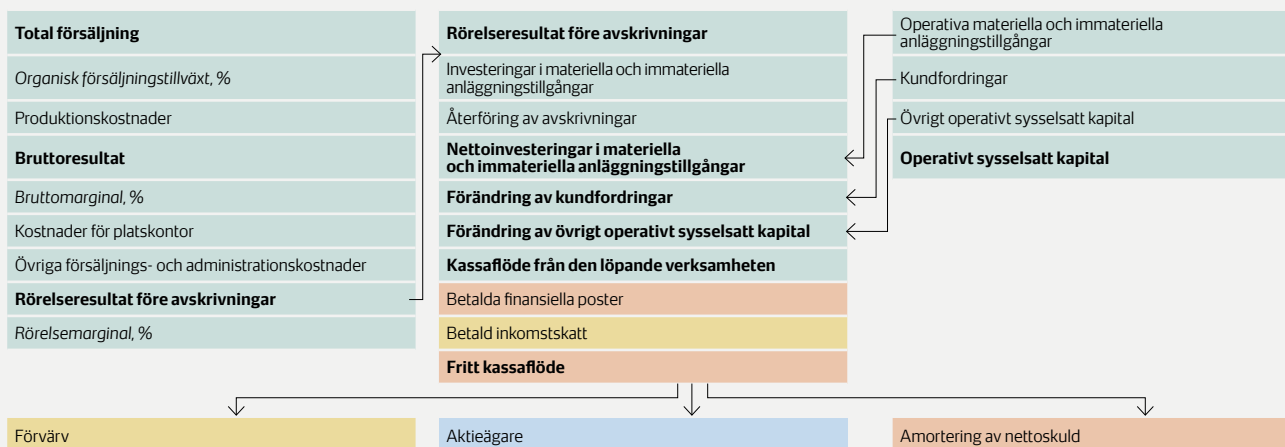 Total försäljning
Organisk försäljningstillväxt, %
Produktionskostnader
Bruttoresultat
Bruttomarginal, %
Kostnader för platskontor
Övriga försäljnings- och administrationskostnader
Rörelseresultat före avskrivningar
Rörelsemarginal, %
Rörelseresultat före avskrivningar
Investeringar i materiella och immateriella
anläggningstillgångar
Återföring av avskrivningar
Nettoinvesteringar i materiella
och immateriella anläggningstillgångar
Förändring av kundfordringar
Förändring av övrigt operativt sysselsatt kapital
Kassaflöde från den löpande verksamheten
Betalda finansiella poster
Betald inkomstskatt
Fritt kassaflöde
Operativa materiella och immateriella
anläggningstillgångar
Kundfordringar
Övrigt operativt sysselsatt kapital
Operativt sysselsatt kapital
Förvärv
Aktieägare
Amortering av nettoskuld